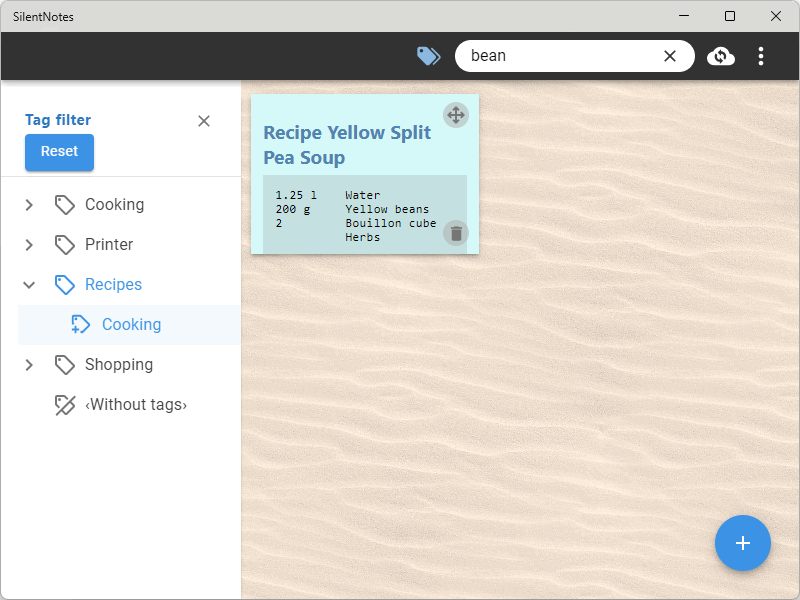 SilentNotes
bean
Tag filter
Reset
Cooking
Printer
Recipes
Cooking
Shopping
‹Without tags›
Recipe Yellow Split
Pea Soup
1.25 l Water
200 g Yellow beans
2 Bouillon cube
Herbs